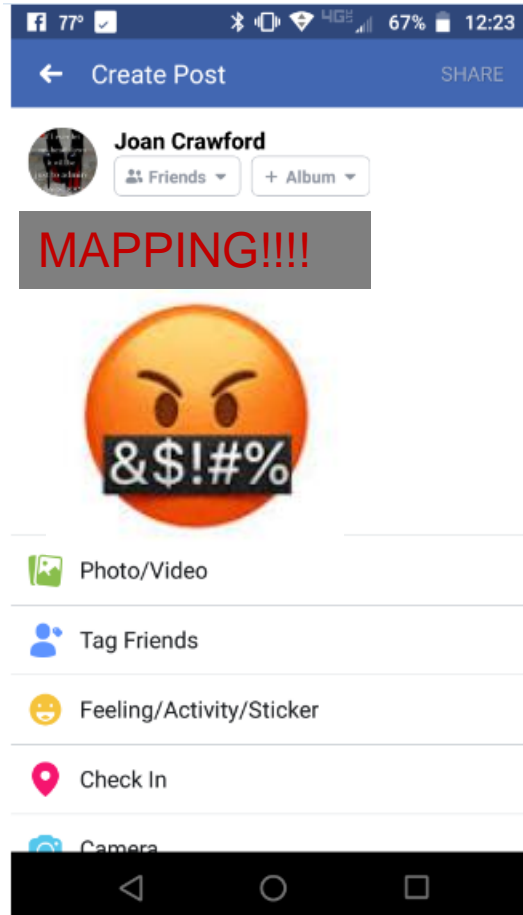 77°
4GE 67% 12:23
Create Post SHARE
Joan Crawford
Friends + Album
MAPPING!!!!
&$!#%
Photo/Video
Tag Friends
Feeling/Activity/Sticker
Check In
Camera